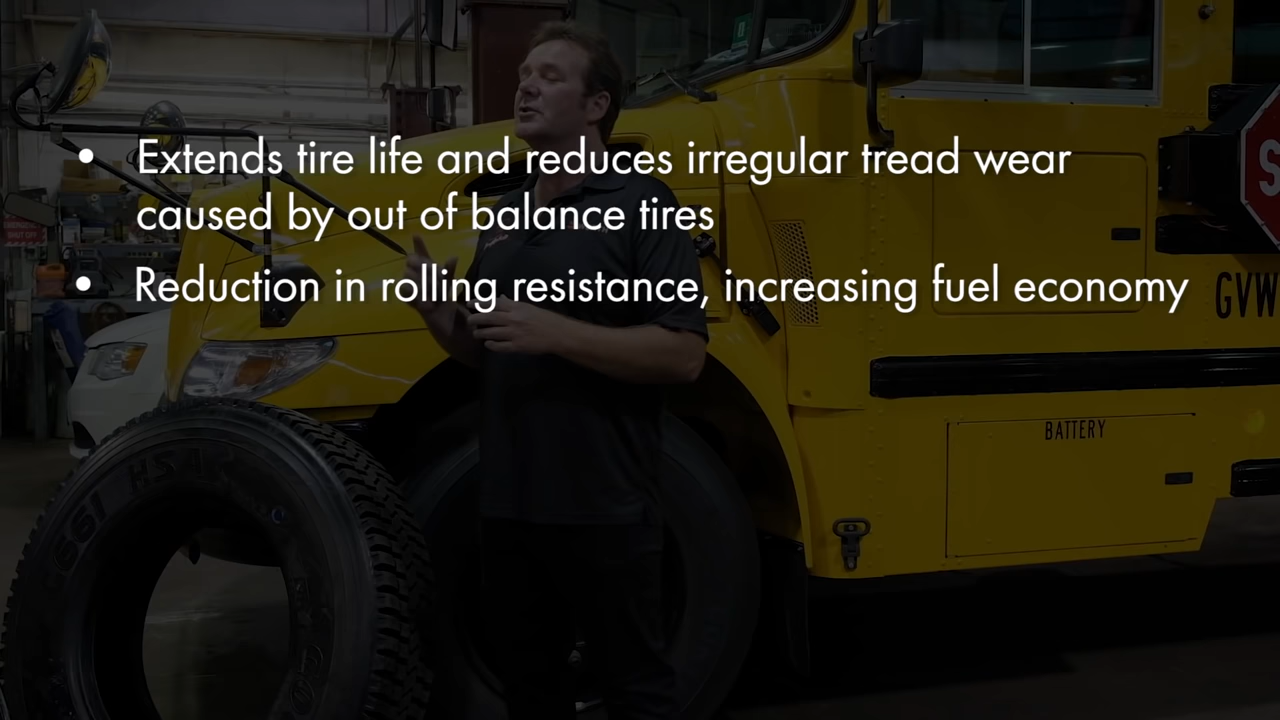 • Extends tire life and reduces irregular tread wear
caused by out of balance tires
• Reduction in rolling resistance, increasing fuel economy
GVW
BATTERY